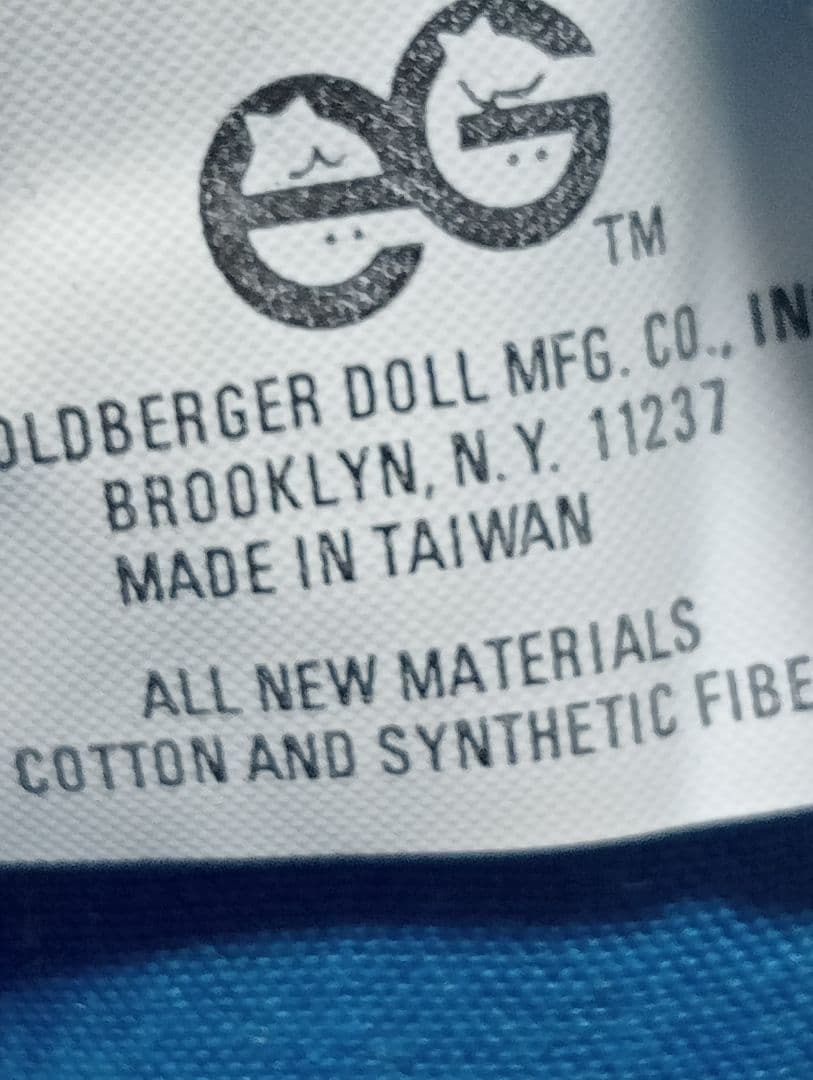 eG
TM
OLDBERGER DOLL MFG. CO., IN
BROOKLYN, N.Y. 11237
MADE IN TAIWAN
ALL NEW MATERIALS
COTTON AND SYNTHETIC FIBE